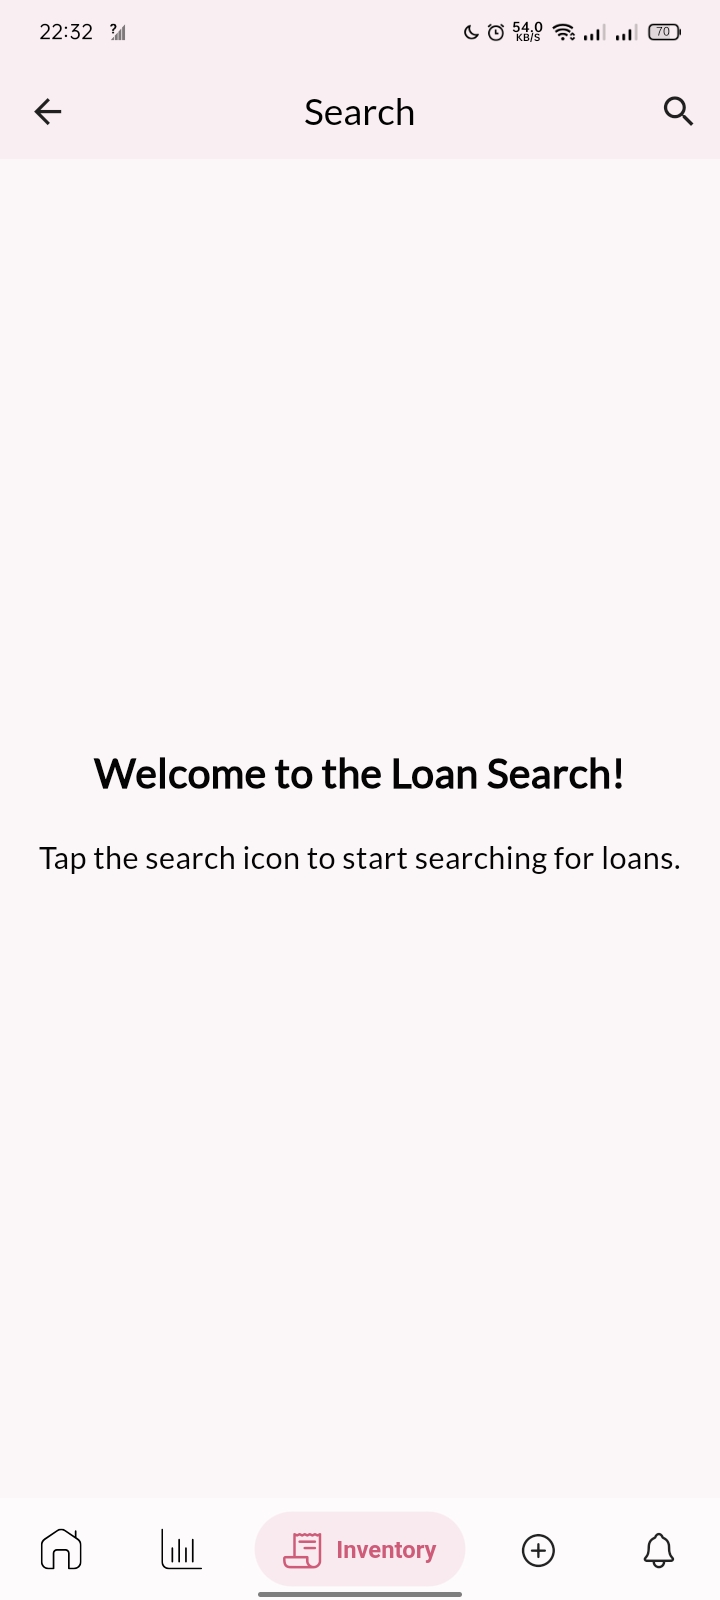 22:32
54.0
KB/S
70
Search
Welcome to the Loan Search!
Tap the search icon to start searching for loans.
Inventory